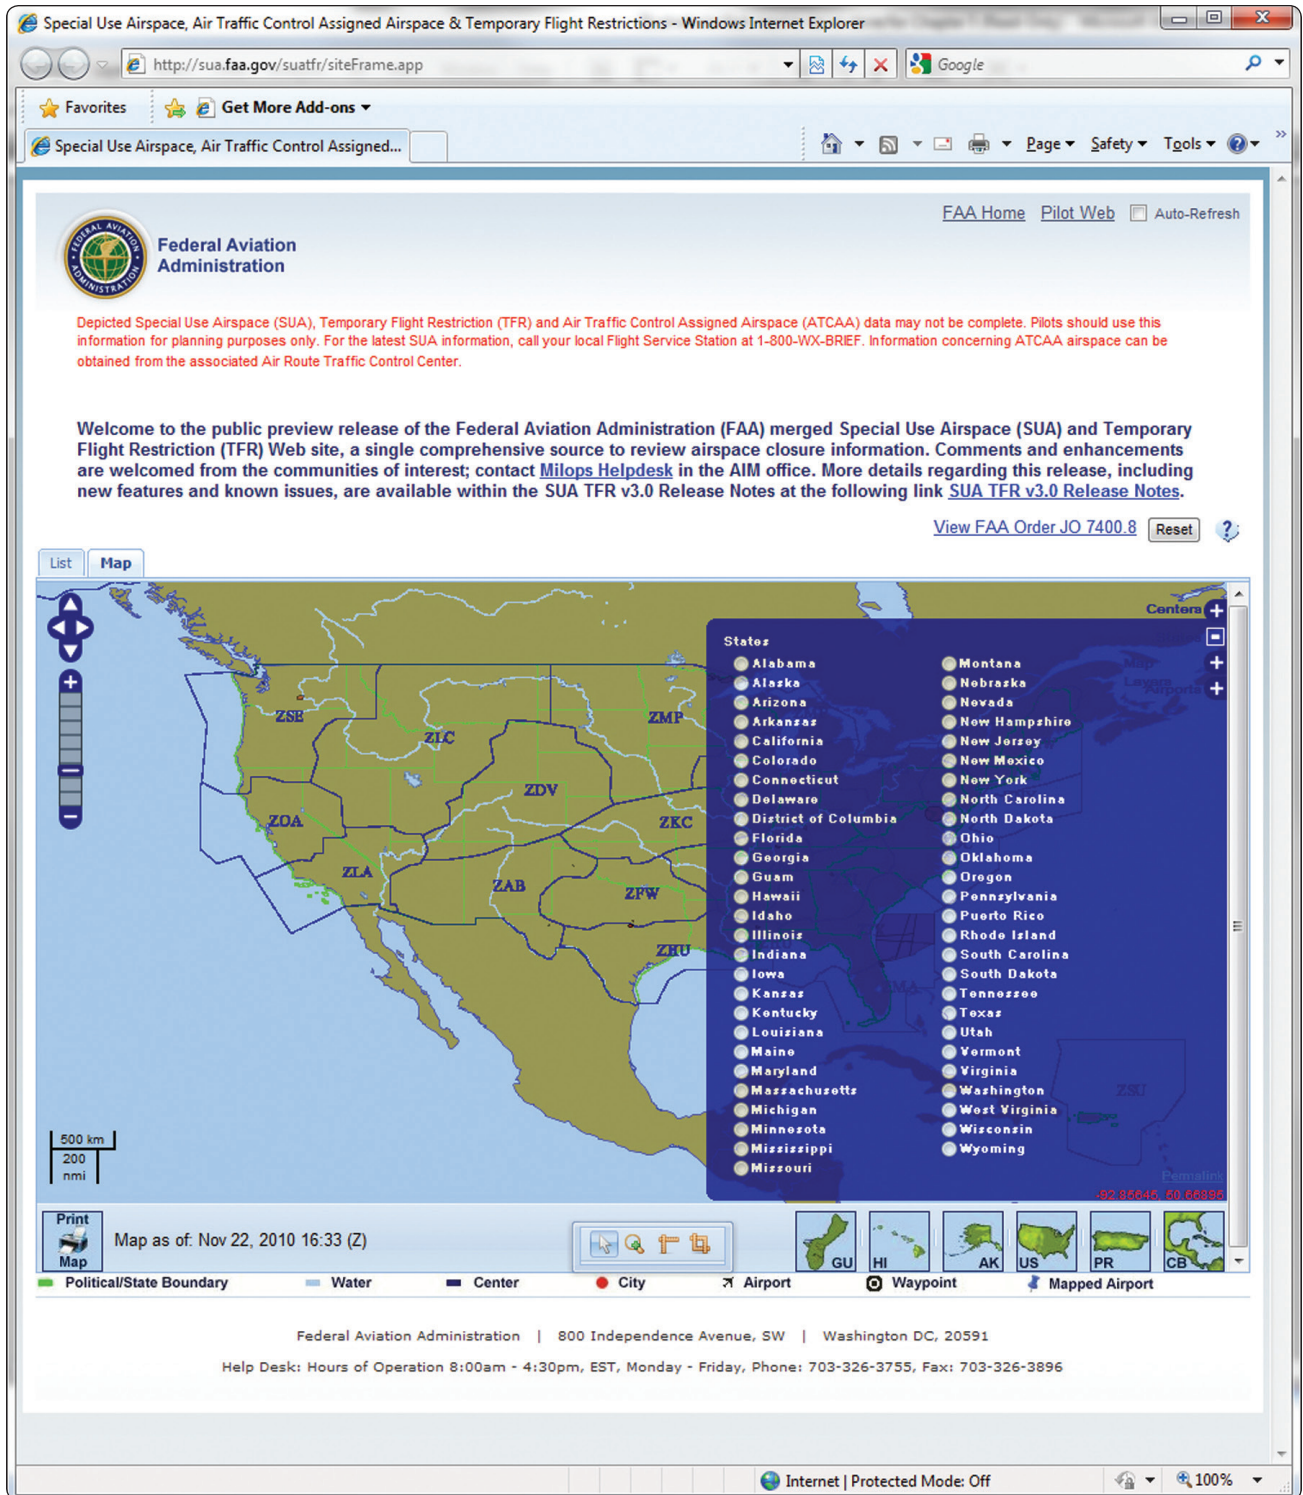 Special Use Airspace, Air Traffic Control Assigned Airspace & Temporary Flight Restrictions - Windows Internet Explorer
http://sua.faa.gov/suatfr/siteFrame.app
Google
Favorites
Get More Add-ons
Special Use Airspace, Air Traffic Control Assigned...
Page
Safety
Tools
FAA Home Pilot Web Auto-Refresh
FEDERAL AVIATION ADMINISTRATION
Federal Aviation
Administration
Depicted Special Use Airspace (SUA), Temporary Flight Restriction (TFR) and Air Traffic Control Assigned Airspace (ATCAA) data may not be complete. Pilots should use this
information for planning purposes only. For the latest SUA information, call your local Flight Service Station at 1-800-WX-BRIEF. Information concerning ATCAA airspace can be
obtained from the associated Air Route Traffic Control Center.
Welcome to the public preview release of the Federal Aviation Administration (FAA) merged Special Use Airspace (SUA) and Temporary
Flight Restriction (TFR) Web site, a single comprehensive source to review airspace closure information. Comments and enhancements
are welcomed from the communities of interest; contact Milops Helpdesk in the AIM office. More details regarding this release, including
new features and known issues, are available within the SUA TFR v3.0 Release Notes at the following link SUA TFR v3.0 Release Notes.
View FAA Order JO 7400.8 Reset
List Map
Centers
Map
Layers
Airports
ZSE
ZLC
ZMP
ZDV
ZOA
ZKC
ZLA
ZAB
ZFW
ZHU
ZMA
ZSU
States
Alabama
Alaska
Arizona
Arkansas
California
Colorado
Connecticut
Delaware
District of Columbia
Florida
Georgia
Guam
Hawaii
Idaho
Illinois
Indiana
Iowa
Kansas
Kentucky
Louisiana
Maine
Maryland
Massachusetts
Michigan
Minnesota
Mississippi
Missouri
Montana
Nebraska
Nevada
New Hampshire
New Jersey
New Mexico
New York
North Carolina
North Dakota
Ohio
Oklahoma
Oregon
Pennsylvania
Puerto Rico
Rhode Island
South Carolina
South Dakota
Tennessee
Texas
Utah
Vermont
Virginia
Washington
West Virginia
Wisconsin
Wyoming
500 km
200
nmi
Permalink
Print
Map
Map as of: Nov 22, 2010 16:33 (Z)
GU HI AK US PR CB
Political/State Boundary Water Center City Airport Waypoint Mapped Airport
Federal Aviation Administration | 800 Independence Avenue, SW | Washington DC, 20591
Help Desk: Hours of Operation 8:00am - 4:30pm, EST, Monday - Friday, Phone: 703-326-3755, Fax: 703-326-3896
Internet | Protected Mode: Off
100%